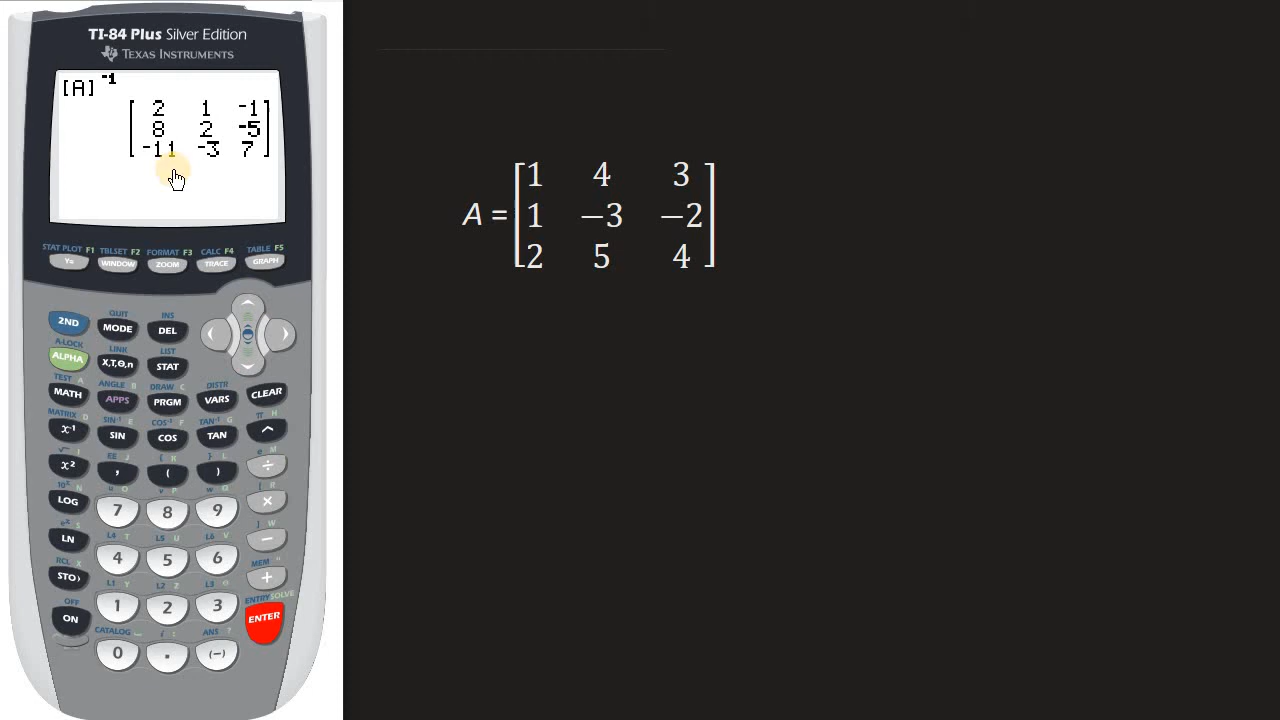 TI-84 Plus Silver Edition
TEXAS INSTRUMENTS
[A]⁻¹
[ 2 1 -1 ]
[ 8 2 -5 ]
[ -11 -3 7 ]
STAT PLOT F1 TBLSET F2 FORMAT F3 CALC F4 TABLE F5
Y= WINDOW ZOOM TRACE GRAPH
QUIT INS
2ND MODE DEL
A-LOCK LINK LIST
ALPHA X,T,Θ,n STAT
TEST A ANGLE B DRAW C DISTR
MATH APPS PRGM VARS CLEAR
MATRIX D SIN⁻¹ E COS⁻¹ F TAN⁻¹ G π H
x⁻¹ SIN COS TAN ^
√ I EE J { K } L e M
x² , ( ) ÷
10ˣ N u O v P w Q [ R
LOG 7 8 9 ×
eˣ S L4 T L5 U L6 V ] W
LN 4 5 6 −
RCL X L1 Y L2 Z L3 Θ MEM "
STO› 1 2 3 +
OFF CATALOG i : ANS ? ENTRY SOLVE
ON 0 . (−) ENTER
A = [ 1 4 3 ]
[ 1 −3 −2 ]
[ 2 5 4 ]